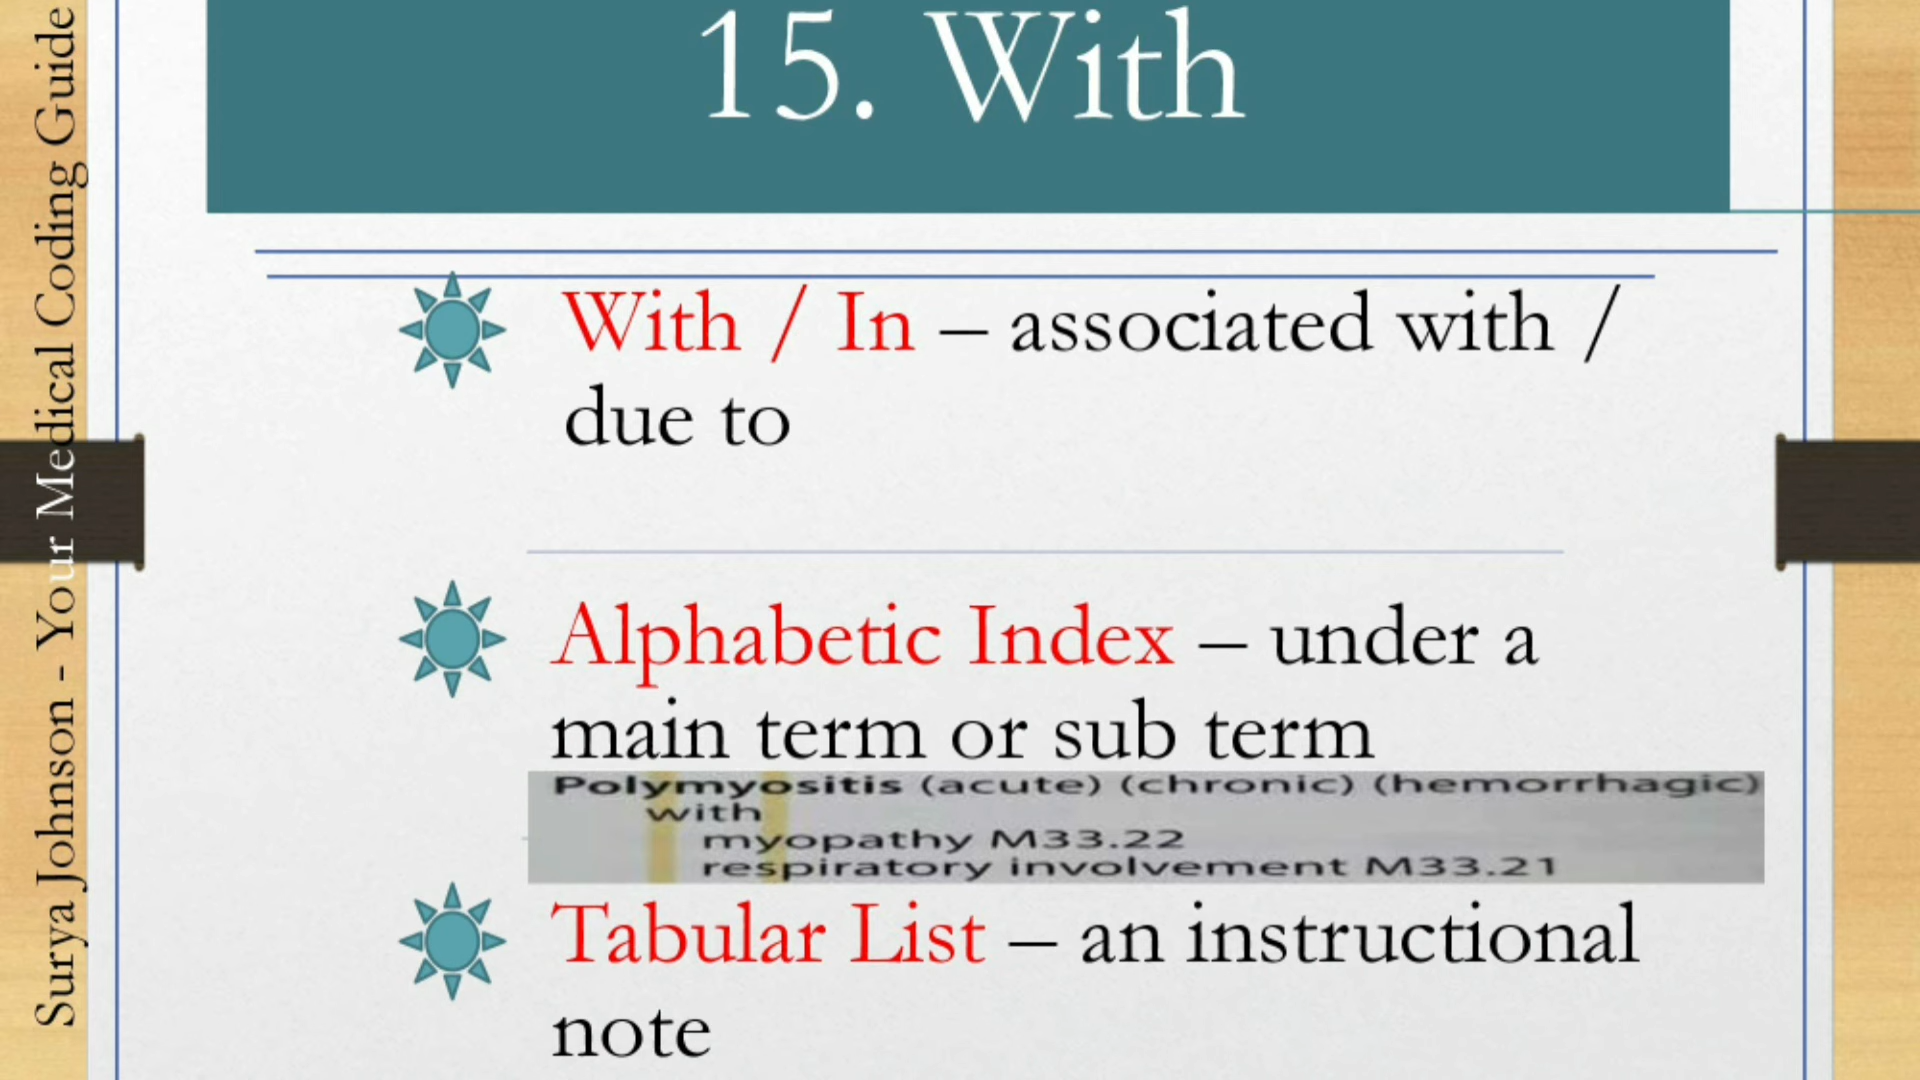 15. With
With / In – associated with /
due to
Alphabetic Index – under a
main term or sub term
Polymyositis (acute) (chronic) (hemorrhagic)
with
myopathy M33.22
respiratory involvement M33.21
Tabular List – an instructional
note
Surya Johnson - Your Medical Coding Guide